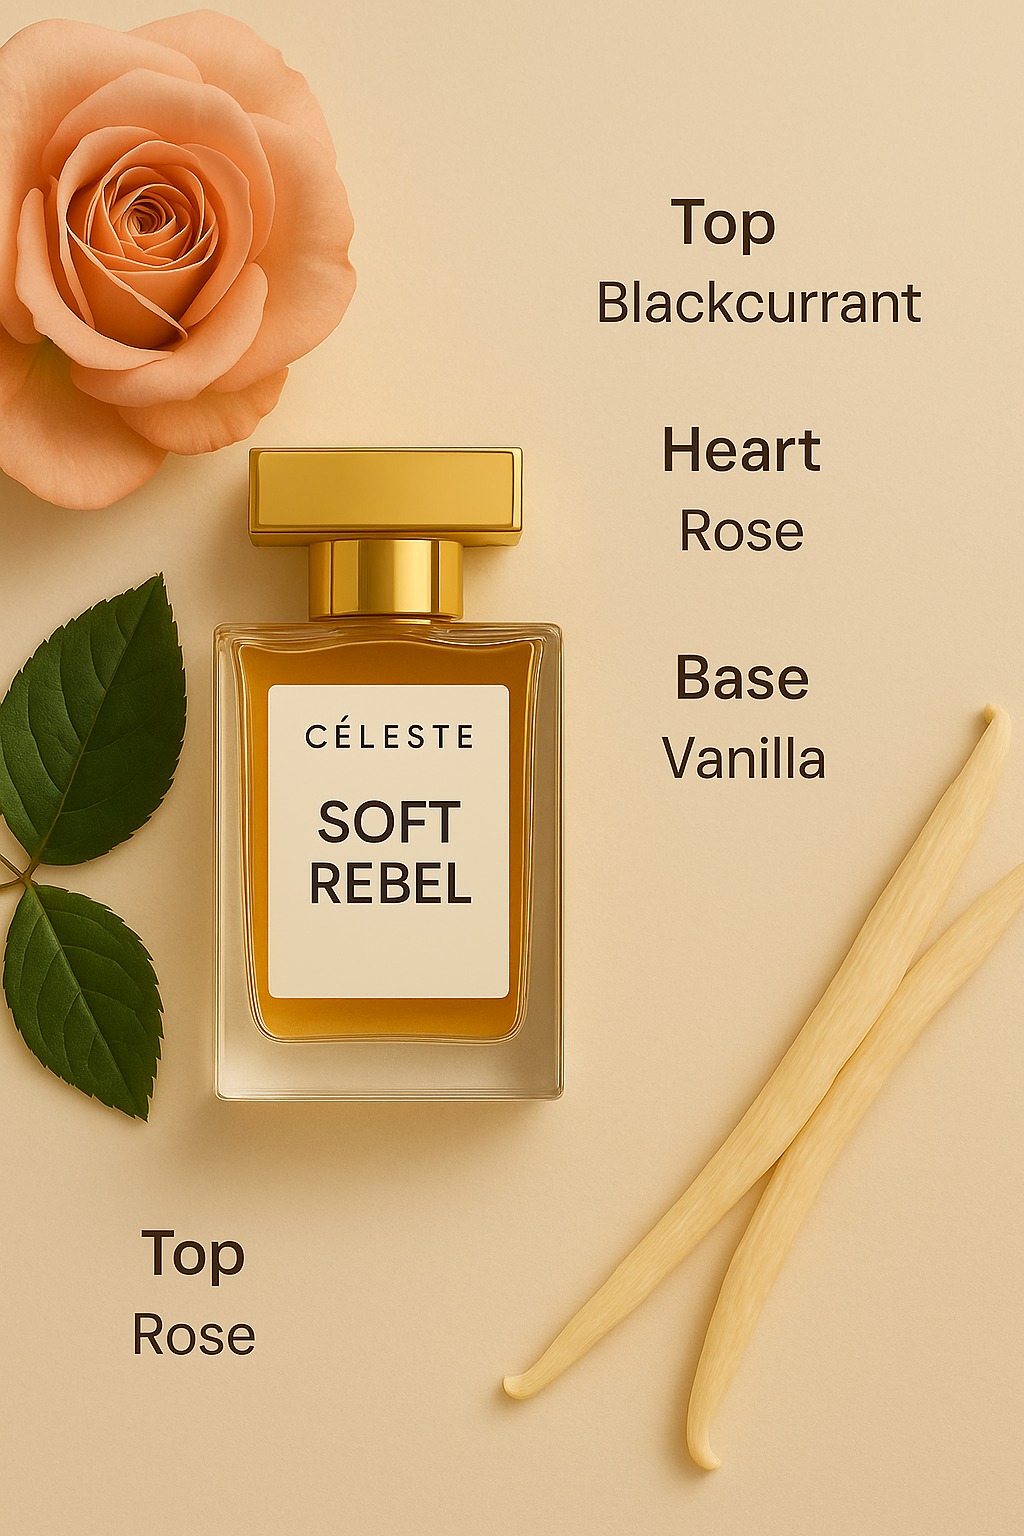 Top
Blackcurrant
Heart
Rose
Base
Vanilla
CÉLESTE
SOFT
REBEL
Top
Rose